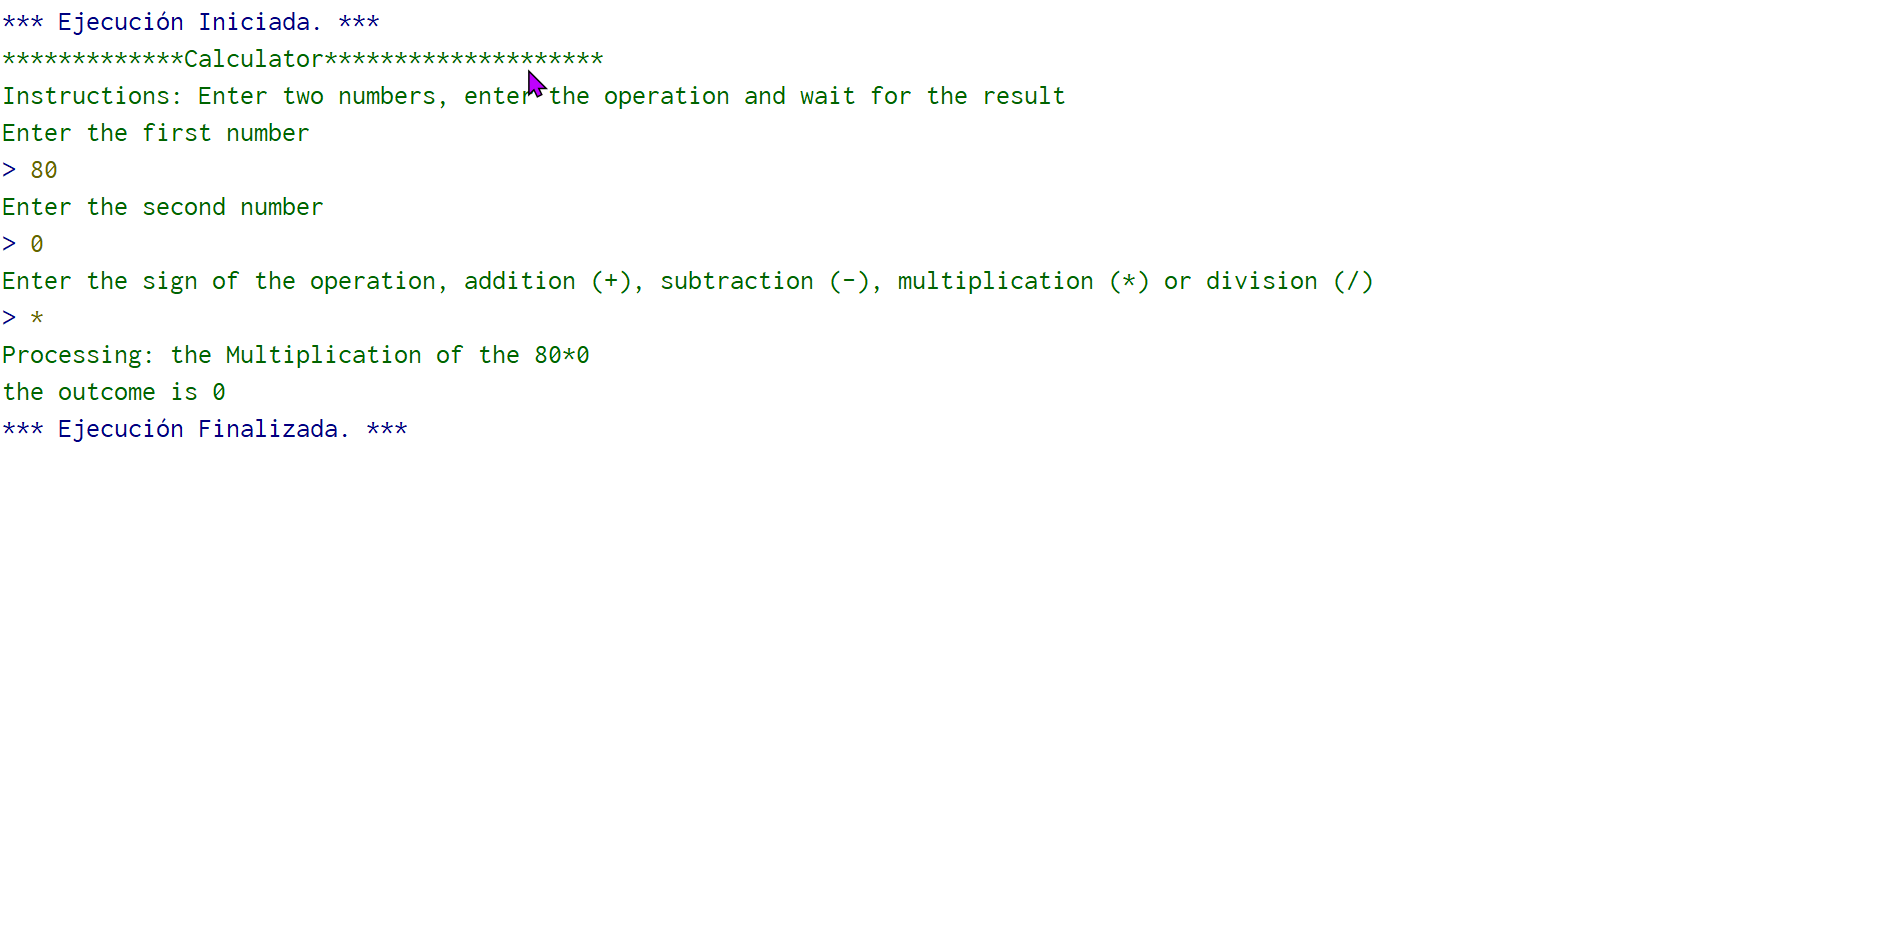 *** Ejecución Iniciada. ***
*************Calculator********************
Instructions: Enter two numbers, enter the operation and wait for the result
Enter the first number
> 80
Enter the second number
> 0
Enter the sign of the operation, addition (+), subtraction (-), multiplication (*) or division (/)
> *
Processing: the Multiplication of the 80*0
the outcome is 0
*** Ejecución Finalizada. ***